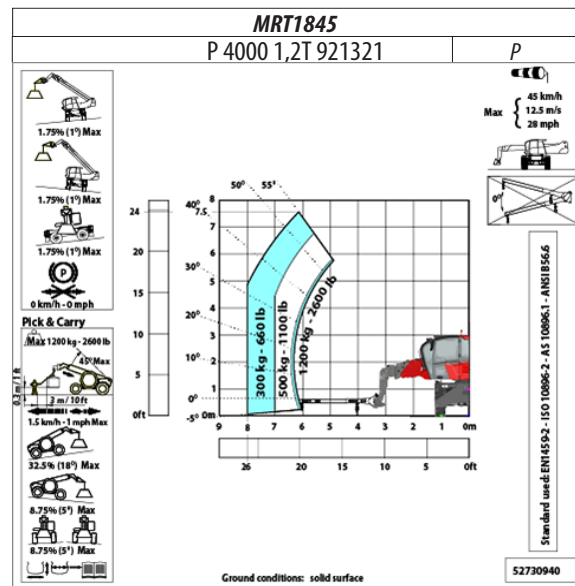 MRT1845
P 4000 1,2T 921321
P
1.75% (1°) Max
1.75% (1°) Max
1.75% (1°) Max
P
0 km/h - 0 mph
Pick & Carry
Max 1200 kg - 2600 lb
45° Max
0.3 m / 1 ft
3 m / 10 ft
1.5 km/h - 1 mph Max
32.5% (18°) Max
8.75% (5°) Max
8.75% (5°) Max
Max { 45 km/h
12.5 m/s
28 mph
0°
24
20
15
10
5
0ft
8
7.5
7
6
5
4
3
2
1
0m
55°
50°
40°
30°
20°
10°
0°
-5°
300 kg - 660 lb
500 kg - 1100 lb
1200 kg - 2600 lb
9 8 7 6 5 4 3 2 1 0m
26 20 15 10 5 0ft
Standard used: EN1459-2 - ISO 10896-2 - AS 10896.1 - ANSI B56.6
Ground conditions: solid surface
52730940